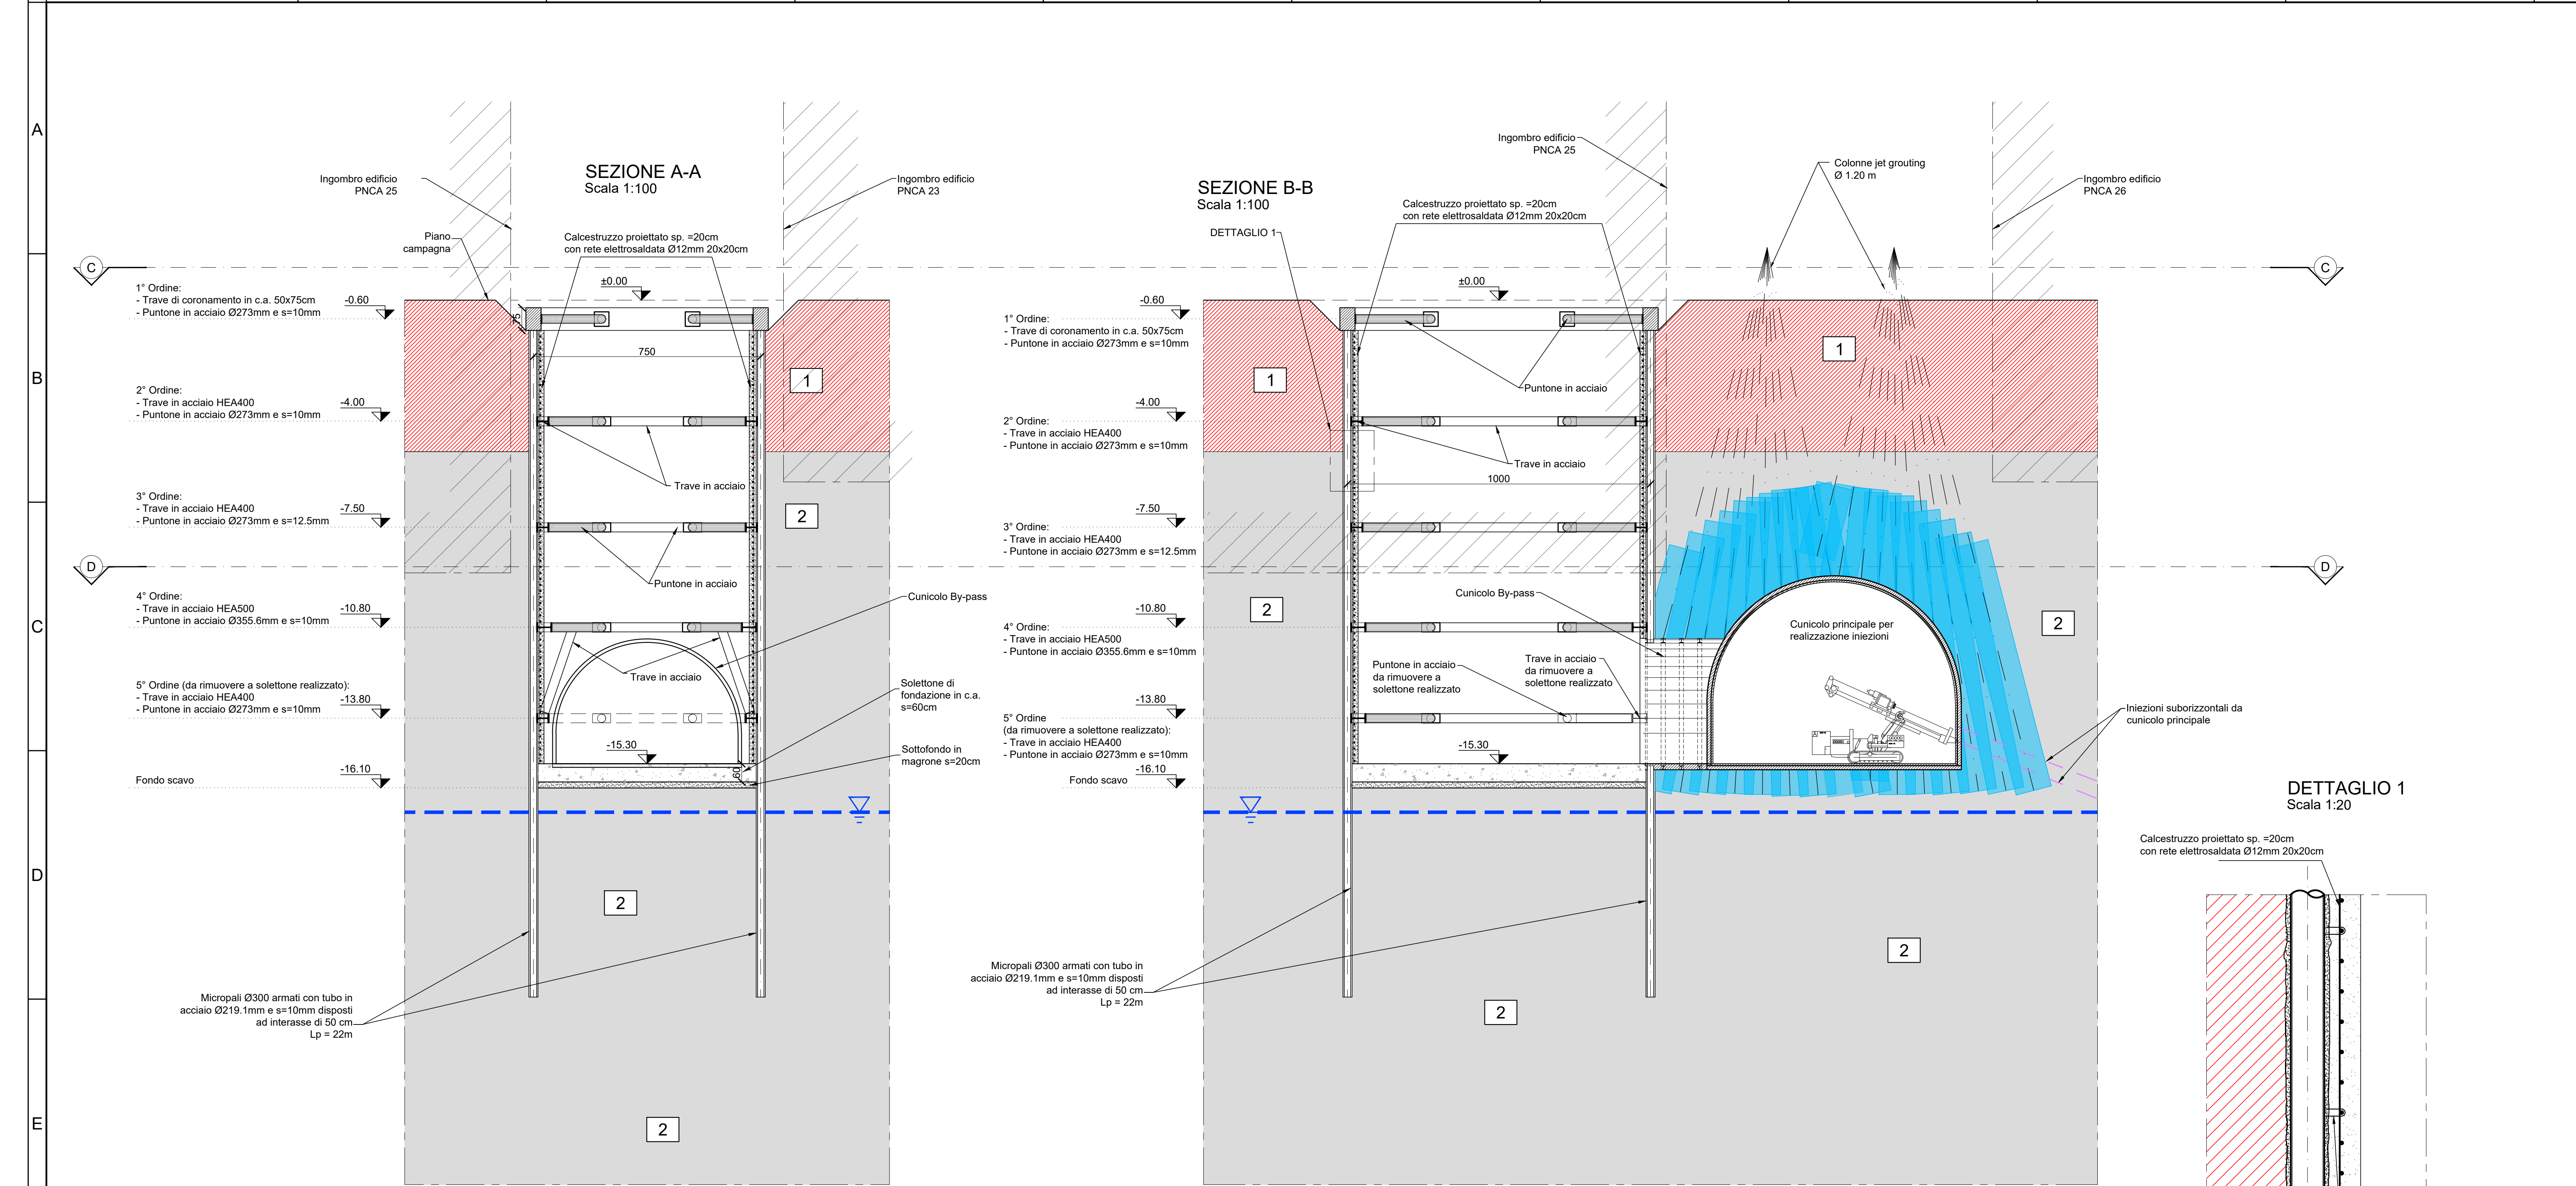 A
B
C
D
E
SEZIONE A-A
Scala 1:100
Ingombro edificio
PNCA 25
Ingombro edificio
PNCA 23
Piano
campagna
Calcestruzzo proiettato sp. =20cm
con rete elettrosaldata Ø12mm 20x20cm
C
±0.00
1° Ordine:
- Trave di coronamento in c.a. 50x75cm
- Puntone in acciaio Ø273mm e s=10mm
-0.60
75
750
1
2° Ordine:
- Trave in acciaio HEA400
- Puntone in acciaio Ø273mm e s=10mm
-4.00
Trave in acciaio
3° Ordine:
- Trave in acciaio HEA400
- Puntone in acciaio Ø273mm e s=12.5mm
-7.50
2
D
Puntone in acciaio
4° Ordine:
- Trave in acciaio HEA500
- Puntone in acciaio Ø355.6mm e s=10mm
-10.80
Cunicolo By-pass
Trave in acciaio
5° Ordine (da rimuovere a solettone realizzato):
- Trave in acciaio HEA400
- Puntone in acciaio Ø273mm e s=10mm
-13.80
Solettone di
fondazione in c.a.
s=60cm
-15.30
Sottofondo in
magrone s=20cm
60
Fondo scavo
-16.10
2
Micropali Ø300 armati con tubo in
acciaio Ø219.1mm e s=10mm disposti
ad interasse di 50 cm
Lp = 22m
2
SEZIONE B-B
Scala 1:100
Ingombro edificio
PNCA 25
Colonne jet grouting
Ø 1.20 m
Ingombro edificio
PNCA 26
Calcestruzzo proiettato sp. =20cm
con rete elettrosaldata Ø12mm 20x20cm
DETTAGLIO 1
C
±0.00
-0.60
1° Ordine:
- Trave di coronamento in c.a. 50x75cm
- Puntone in acciaio Ø273mm e s=10mm
1
1
Puntone in acciaio
-4.00
2° Ordine:
- Trave in acciaio HEA400
- Puntone in acciaio Ø273mm e s=10mm
Trave in acciaio
1000
-7.50
3° Ordine:
- Trave in acciaio HEA400
- Puntone in acciaio Ø273mm e s=12.5mm
D
Cunicolo By-pass
-10.80
2
4° Ordine:
- Trave in acciaio HEA500
- Puntone in acciaio Ø355.6mm e s=10mm
Cunicolo principale per
realizzazione iniezioni
2
Puntone in acciaio
da rimuovere a
solettone realizzato
Trave in acciaio
da rimuovere a
solettone realizzato
-13.80
5° Ordine
(da rimuovere a solettone realizzato):
- Trave in acciaio HEA400
- Puntone in acciaio Ø273mm e s=10mm
-15.30
Iniezioni suborizzontali da
cunicolo principale
-16.10
Fondo scavo
Micropali Ø300 armati con tubo in
acciaio Ø219.1mm e s=10mm disposti
ad interasse di 50 cm
Lp = 22m
2
2
DETTAGLIO 1
Scala 1:20
Calcestruzzo proiettato sp. =20cm
con rete elettrosaldata Ø12mm 20x20cm